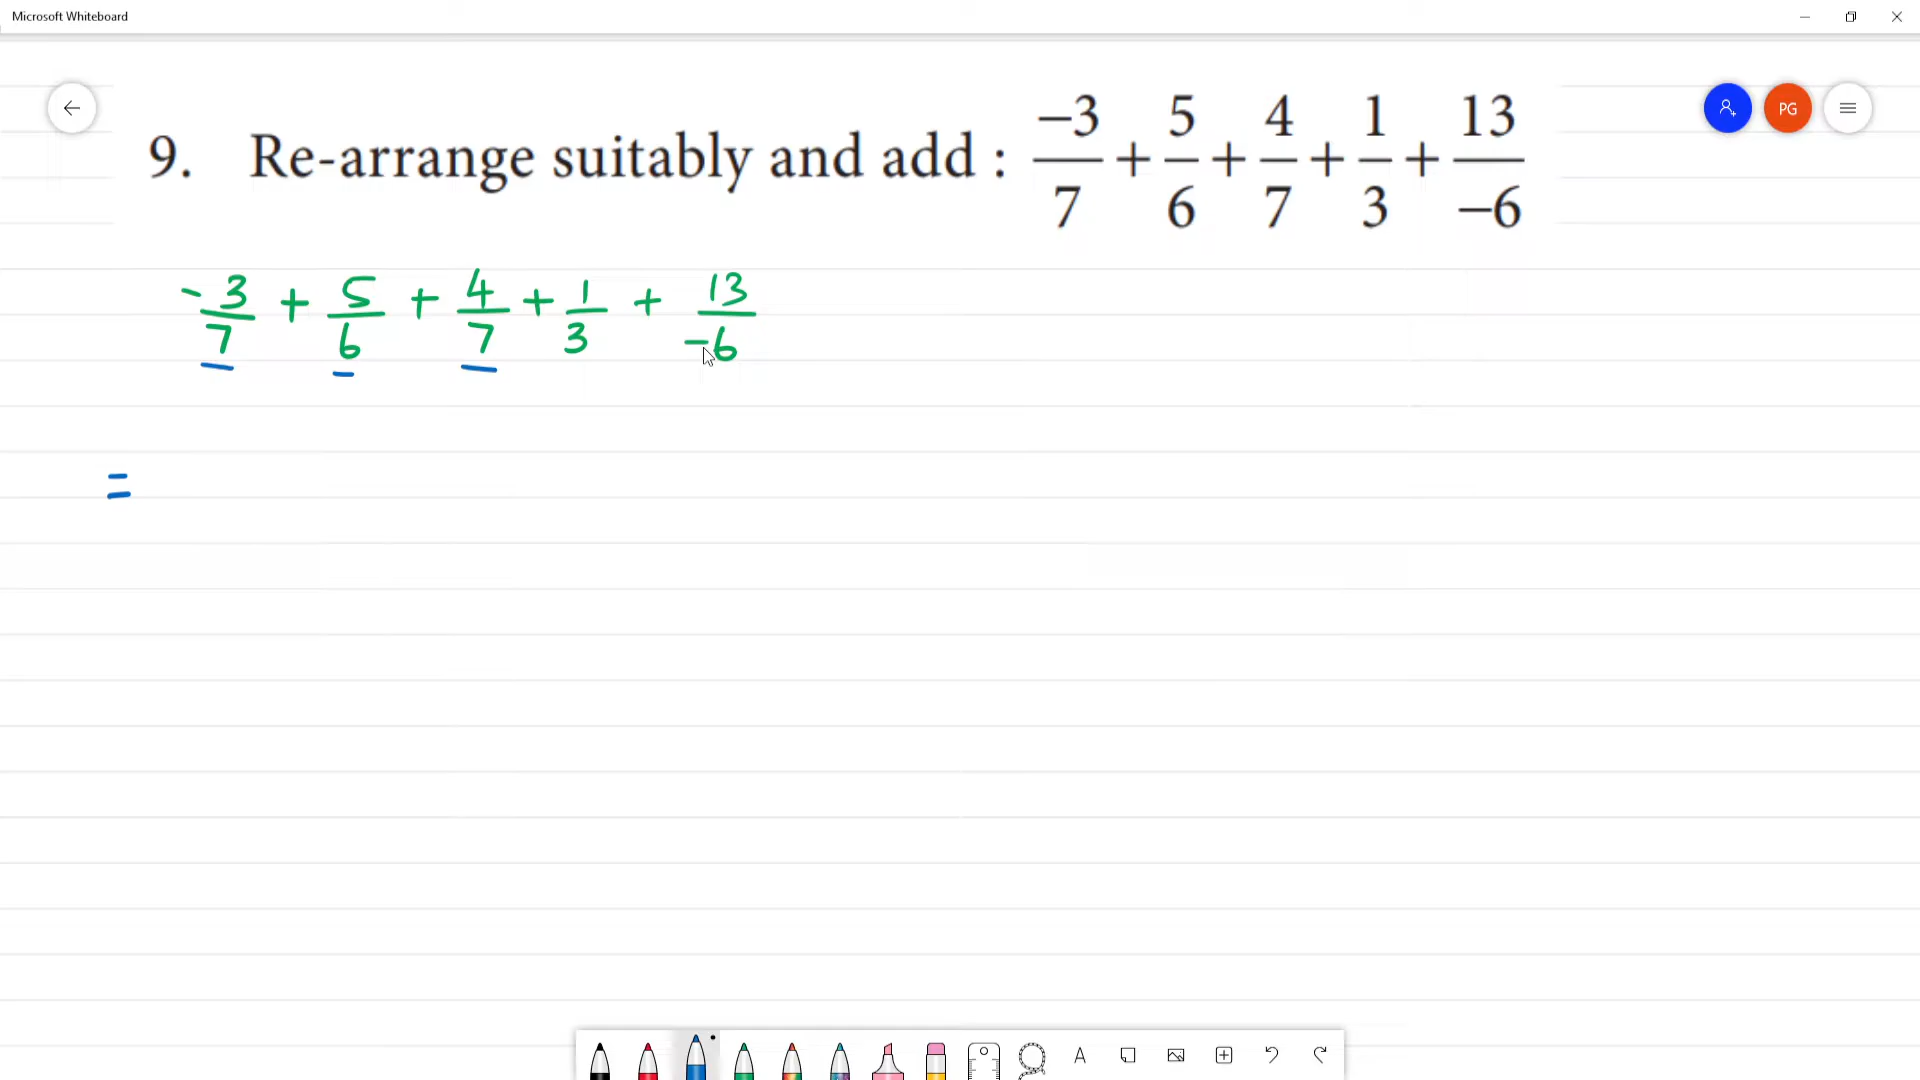 Microsoft Whiteboard
PG
9. Re-arrange suitably and add : −3/7 + 5/6 + 4/7 + 1/3 + 13/−6
-3/7 + 5/6 + 4/7 + 1/3 + 13/-6
=
A